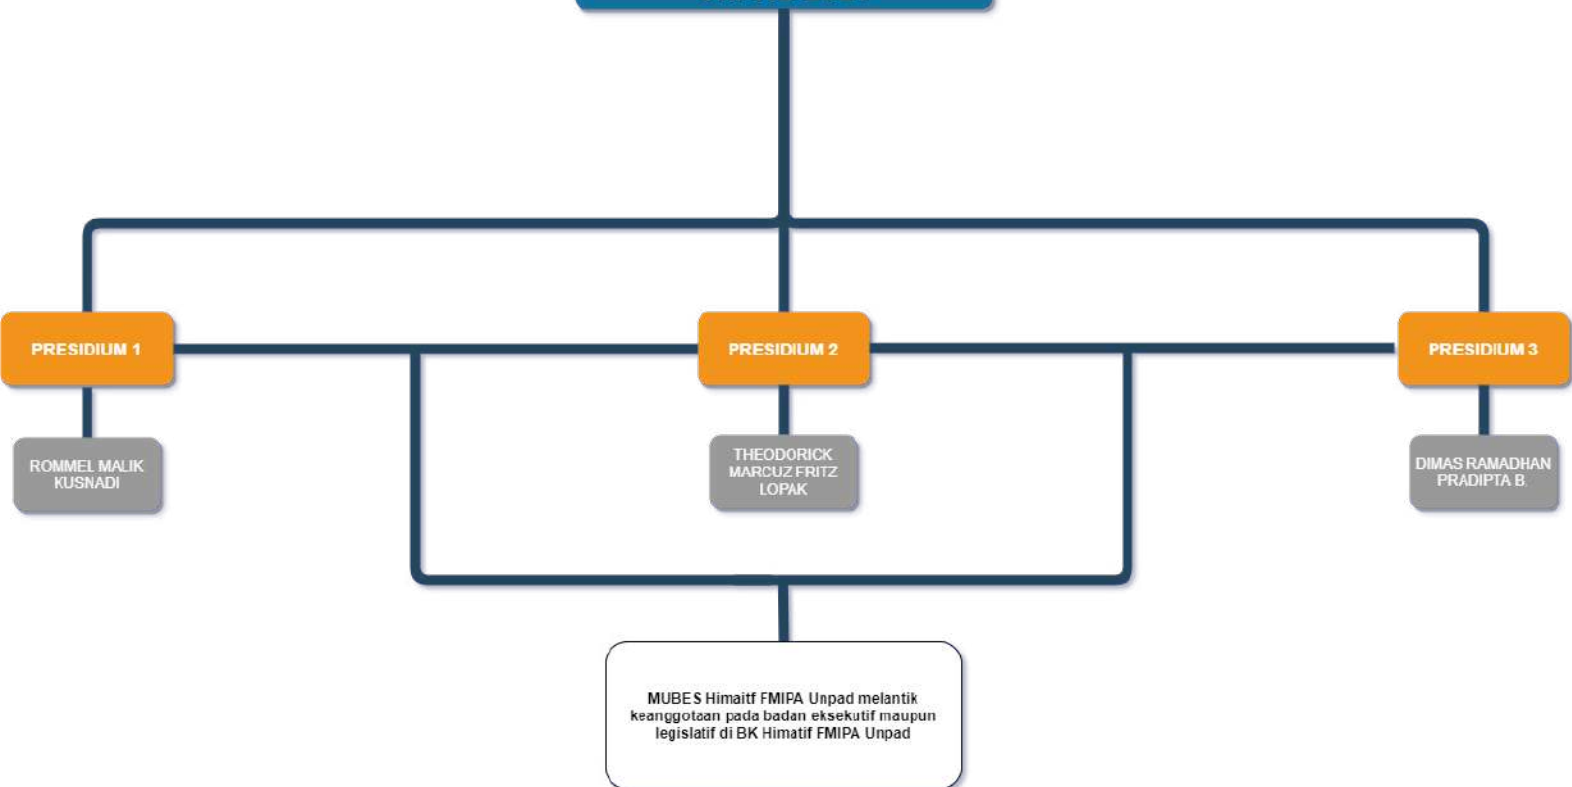 PRESIDIUM 1
PRESIDIUM 2
PRESIDIUM 3
ROMMEL MALIK
KUSNADI
THEODORICK
MARCUZ FRITZ
LOPAK
DIMAS RAMADHAN
PRADIPTA B.
MUBES Himaitf FMIPA Unpad melantik
keanggotaan pada badan eksekutif maupun
legislatif di BK Himatif FMIPA Unpad